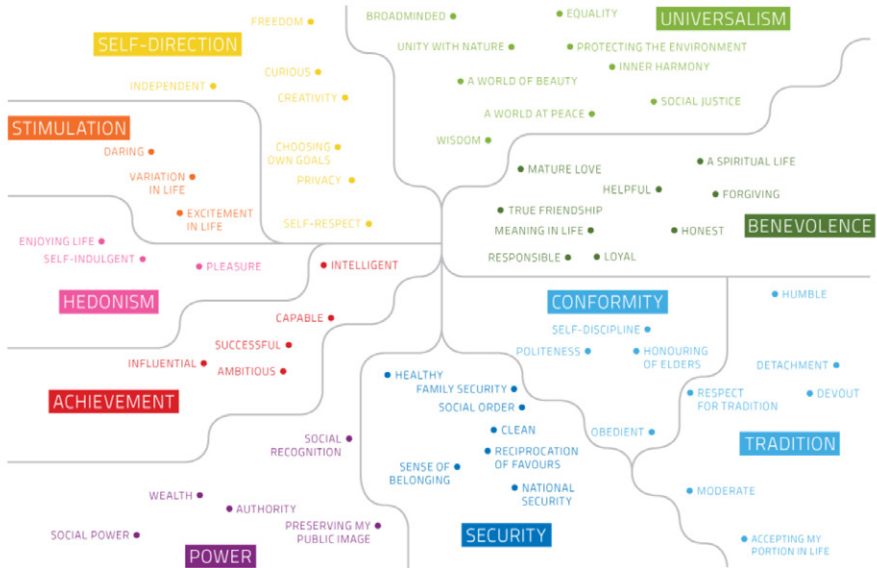 SELF-DIRECTION
FREEDOM
CURIOUS
INDEPENDENT
CREATIVITY
CHOOSING
OWN GOALS
PRIVACY
SELF-RESPECT
UNIVERSALISM
BROADMINDED
EQUALITY
UNITY WITH NATURE
PROTECTING THE ENVIRONMENT
INNER HARMONY
A WORLD OF BEAUTY
SOCIAL JUSTICE
A WORLD AT PEACE
WISDOM
STIMULATION
DARING
VARIATION
IN LIFE
EXCITEMENT
IN LIFE
BENEVOLENCE
MATURE LOVE
A SPIRITUAL LIFE
HELPFUL
FORGIVING
TRUE FRIENDSHIP
MEANING IN LIFE
HONEST
RESPONSIBLE
LOYAL
HEDONISM
ENJOYING LIFE
SELF-INDULGENT
PLEASURE
ACHIEVEMENT
INTELLIGENT
CAPABLE
SUCCESSFUL
INFLUENTIAL
AMBITIOUS
CONFORMITY
SELF-DISCIPLINE
POLITENESS
HONOURING
OF ELDERS
OBEDIENT
TRADITION
HUMBLE
DETACHMENT
RESPECT
FOR TRADITION
DEVOUT
MODERATE
ACCEPTING MY
PORTION IN LIFE
SECURITY
HEALTHY
FAMILY SECURITY
SOCIAL ORDER
CLEAN
RECIPROCATION
OF FAVOURS
SENSE OF
BELONGING
NATIONAL
SECURITY
POWER
SOCIAL
RECOGNITION
WEALTH
AUTHORITY
SOCIAL POWER
PRESERVING MY
PUBLIC IMAGE